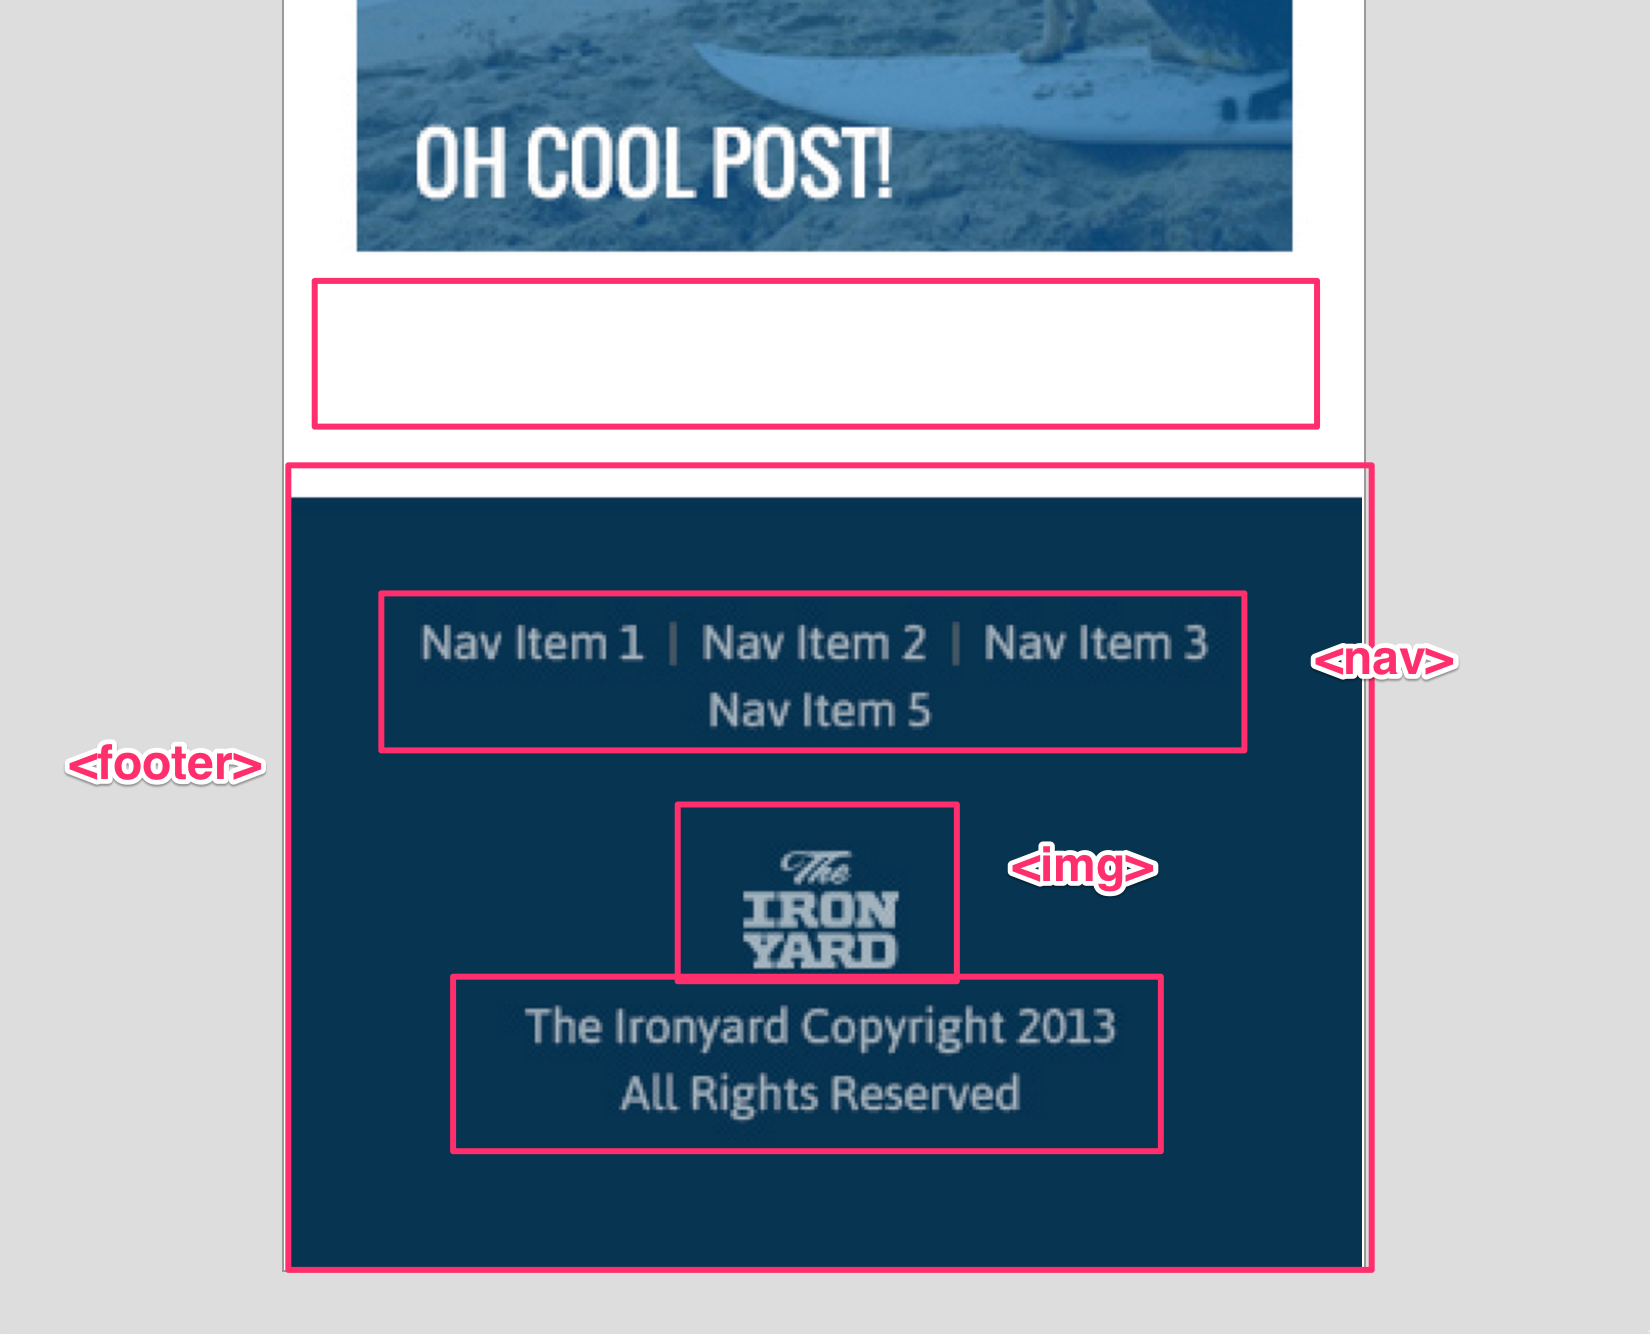 OH COOL POST!
Nav Item 1 | Nav Item 2 | Nav Item 3
<nav>
Nav Item 5
<footer>
The
IRON
YARD
<img>
The Ironyard Copyright 2013
All Rights Reserved